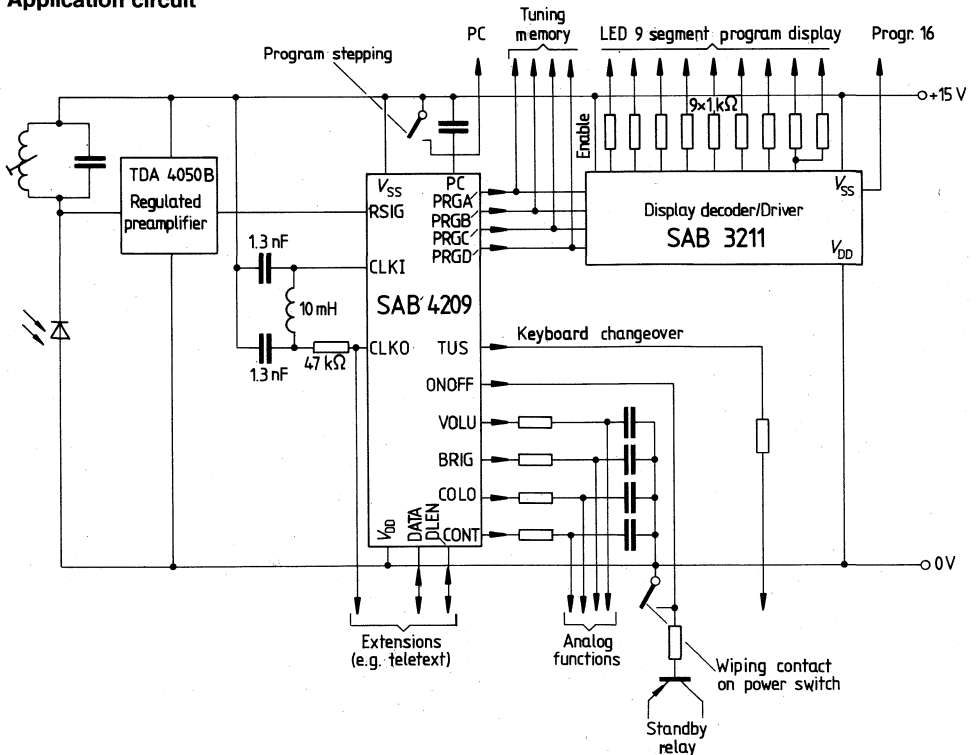 Application circuit
Tuning
memory
PC
LED 9 segment program display
Progr. 16
Program stepping
+15 V
9×1 kΩ
Enable
TDA 4050B
Regulated
preamplifier
VSS
PC
RSIG
PRGA
PRGB
PRGC
PRGD
Display decoder/Driver
SAB 3211
VSS
VDD
1.3 nF
CLKI
10 mH
SAB 4209
CLKO
47 kΩ
1.3 nF
TUS
Keyboard changeover
ONOFF
VOLU
BRIG
COLO
CONT
VDD
DATA
DLEN
0 V
Extensions
(e.g. teletext)
Analog
functions
Wiping contact
on power switch
Standby
relay